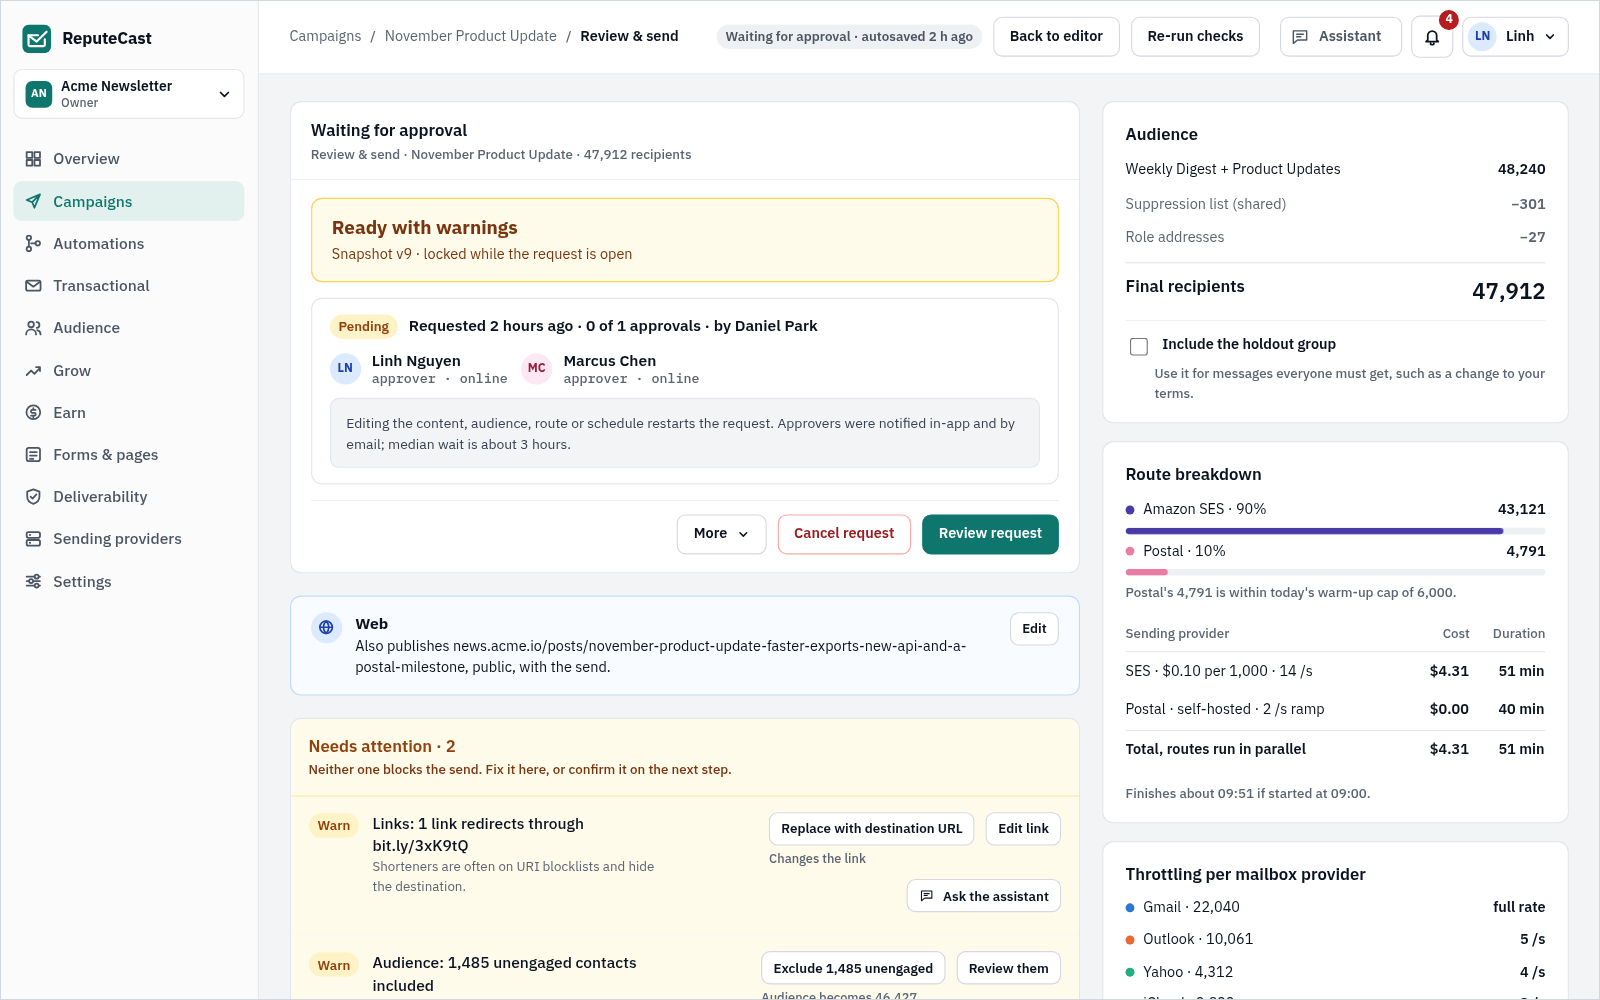 ReputeCast
AN
Acme Newsletter
Owner
Overview
Campaigns
Automations
Transactional
Audience
Grow
Earn
Forms & pages
Deliverability
Sending providers
Settings
Campaigns / November Product Update / Review & send
Waiting for approval · autosaved 2 h ago
Back to editor
Re-run checks
Assistant
4
LN
Linh
Waiting for approval
Review & send · November Product Update · 47,912 recipients
Ready with warnings
Snapshot v9 · locked while the request is open
Pending
Requested 2 hours ago · 0 of 1 approvals · by Daniel Park
LN
Linh Nguyen
approver · online
MC
Marcus Chen
approver · online
Editing the content, audience, route or schedule restarts the request. Approvers were notified in-app and by
email; median wait is about 3 hours.
More
Cancel request
Review request
Web
Also publishes news.acme.io/posts/november-product-update-faster-exports-new-api-and-a-
postal-milestone, public, with the send.
Edit
Needs attention · 2
Neither one blocks the send. Fix it here, or confirm it on the next step.
Warn
Links: 1 link redirects through
bit.ly/3xK9tQ
Shorteners are often on URI blocklists and hide
the destination.
Replace with destination URL
Edit link
Changes the link
Ask the assistant
Warn
Audience: 1,485 unengaged contacts
included
Exclude 1,485 unengaged
Review them
Audience becomes 46,427
Audience
Weekly Digest + Product Updates 48,240
Suppression list (shared) −301
Role addresses −27
Final recipients 47,912
Include the holdout group
Use it for messages everyone must get, such as a change to your
terms.
Route breakdown
Amazon SES · 90% 43,121
Postal · 10% 4,791
Postal's 4,791 is within today's warm-up cap of 6,000.
Sending provider Cost Duration
SES · $0.10 per 1,000 · 14 /s $4.31 51 min
Postal · self-hosted · 2 /s ramp $0.00 40 min
Total, routes run in parallel $4.31 51 min
Finishes about 09:51 if started at 09:00.
Throttling per mailbox provider
Gmail · 22,040 full rate
Outlook · 10,061 5 /s
Yahoo · 4,312 4 /s